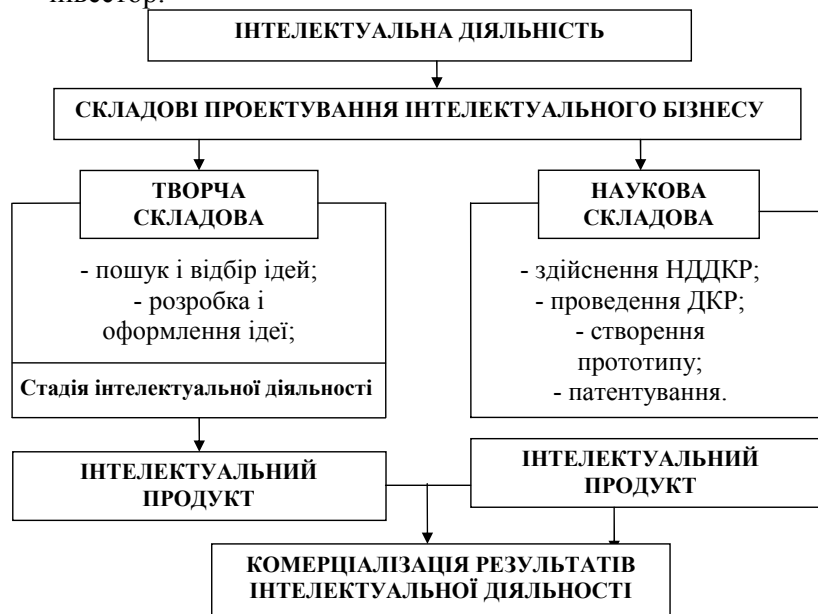 інвестор.
ІНТЕЛЕКТУАЛЬНА ДІЯЛЬНІСТЬ
СКЛАДОВІ ПРОЕКТУВАННЯ ІНТЕЛЕКТУАЛЬНОГО БІЗНЕСУ
ТВОРЧА
СКЛАДОВА
- пошук і відбір ідей;
- розробка і
оформлення ідеї;
Стадія інтелектуальної діяльності
ІНТЕЛЕКТУАЛЬНИЙ
ПРОДУКТ
НАУКОВА
СКЛАДОВА
- здійснення НДДКР;
- проведення ДКР;
- створення
прототипу;
- патентування.
ІНТЕЛЕКТУАЛЬНИЙ
ПРОДУКТ
КОМЕРЦІАЛІЗАЦІЯ РЕЗУЛЬТАТІВ
ІНТЕЛЕКТУАЛЬНОЇ ДІЯЛЬНОСТІ